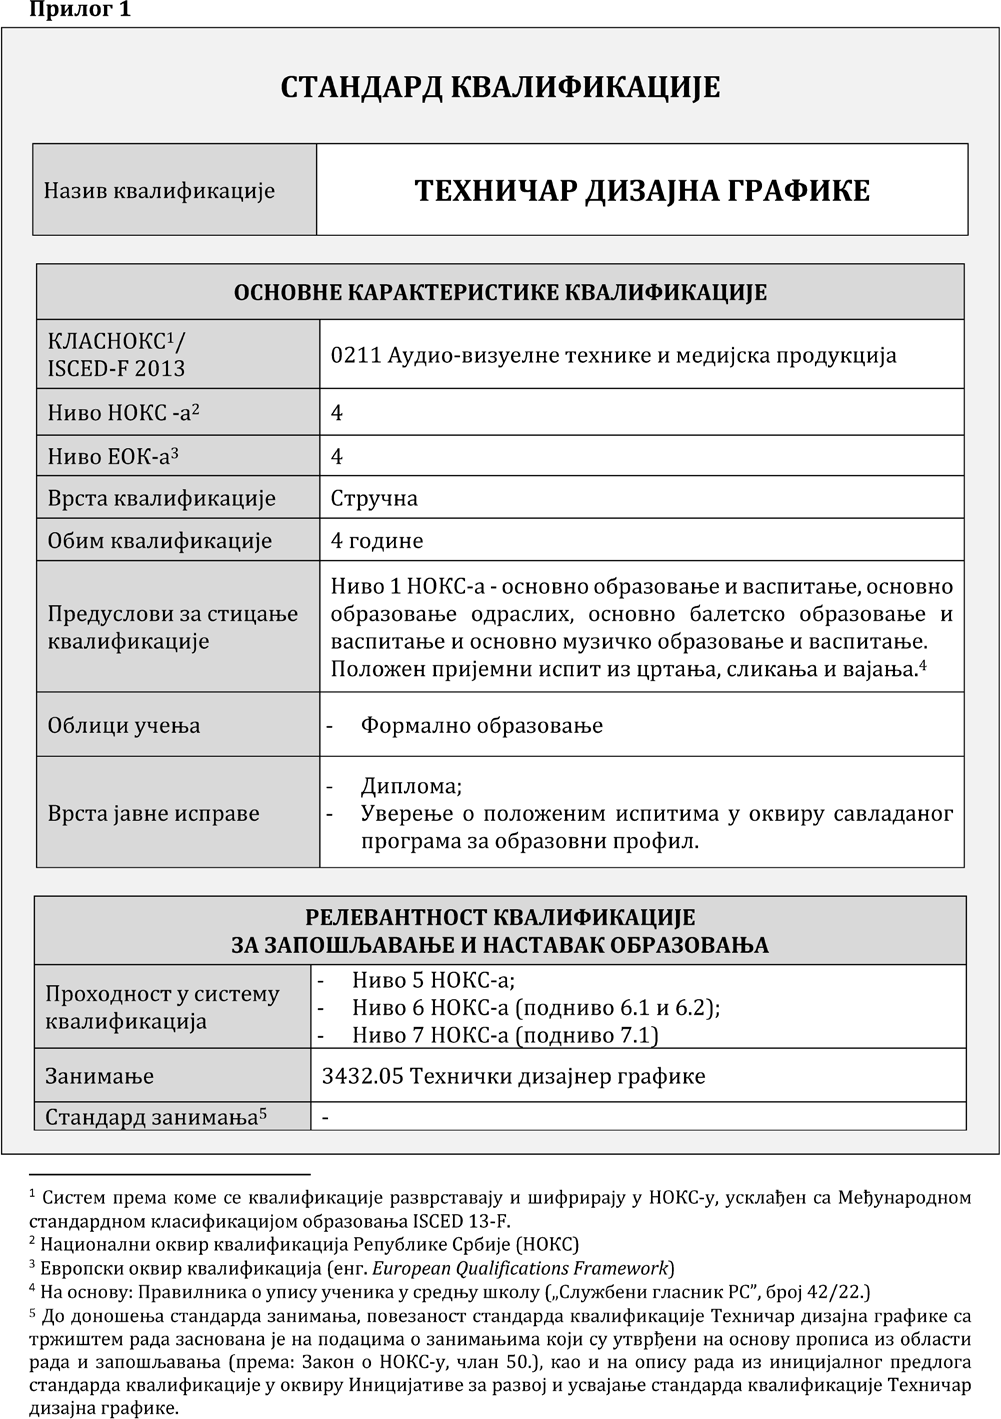 Прилог 1
СТАНДАРД КВАЛИФИКАЦИЈЕ
Назив квалификације
ТЕХНИЧАР ДИЗАЈНА ГРАФИКЕ
ОСНОВНЕ КАРАКТЕРИСТИКЕ КВАЛИФИКАЦИЈЕ
КЛАСНОКС¹/
ISCED-F 2013
0211 Аудио-визуелне технике и медијска продукција
Ниво НОКС -а²
4
Ниво ЕОК-а³
4
Врста квалификације
Стручна
Обим квалификације
4 године
Предуслови за стицање
квалификације
Ниво 1 НОКС-а - основно образовање и васпитање, основно
образовање одраслих, основно балетско образовање и
васпитање и основно музичко образовање и васпитање.
Положен пријемни испит из цртања, сликања и вајања.⁴
Облици учења
- Формално образовање
Врста јавне исправе
- Диплома;
- Уверење о положеним испитима у оквиру савладаног
програма за образовни профил.
РЕЛЕВАНТНОСТ КВАЛИФИКАЦИЈЕ
ЗА ЗАПОШЉАВАЊЕ И НАСТАВАК ОБРАЗОВАЊА
Проходност у систему
квалификација
- Ниво 5 НОКС-а;
- Ниво 6 НОКС-а (подниво 6.1 и 6.2);
- Ниво 7 НОКС-а (подниво 7.1)
Занимање
3432.05 Технички дизајнер графике
Стандард занимања⁵
-
¹ Систем према коме се квалификације разврставају и шифрирају у НОКС-у, усклађен са Међународном
стандардном класификацијом образовања ISCED 13-F.
² Национални оквир квалификација Републике Србије (НОКС)
³ Европски оквир квалификација (енг. European Qualifications Framework)
⁴ На основу: Правилника о упису ученика у средњу школу („Службени гласник РС”, број 42/22.)
⁵ До доношења стандарда занимања, повезаност стандарда квалификације Техничар дизајна графике са
тржиштем рада заснована је на подацима о занимањима који су утврђени на основу прописа из области
рада и запошљавања (према: Закон о НОКС-у, члан 50.), као и на опису рада из иницијалног предлога
стандарда квалификације у оквиру Иницијативе за развој и усвајање стандарда квалификације Техничар
дизајна графике.